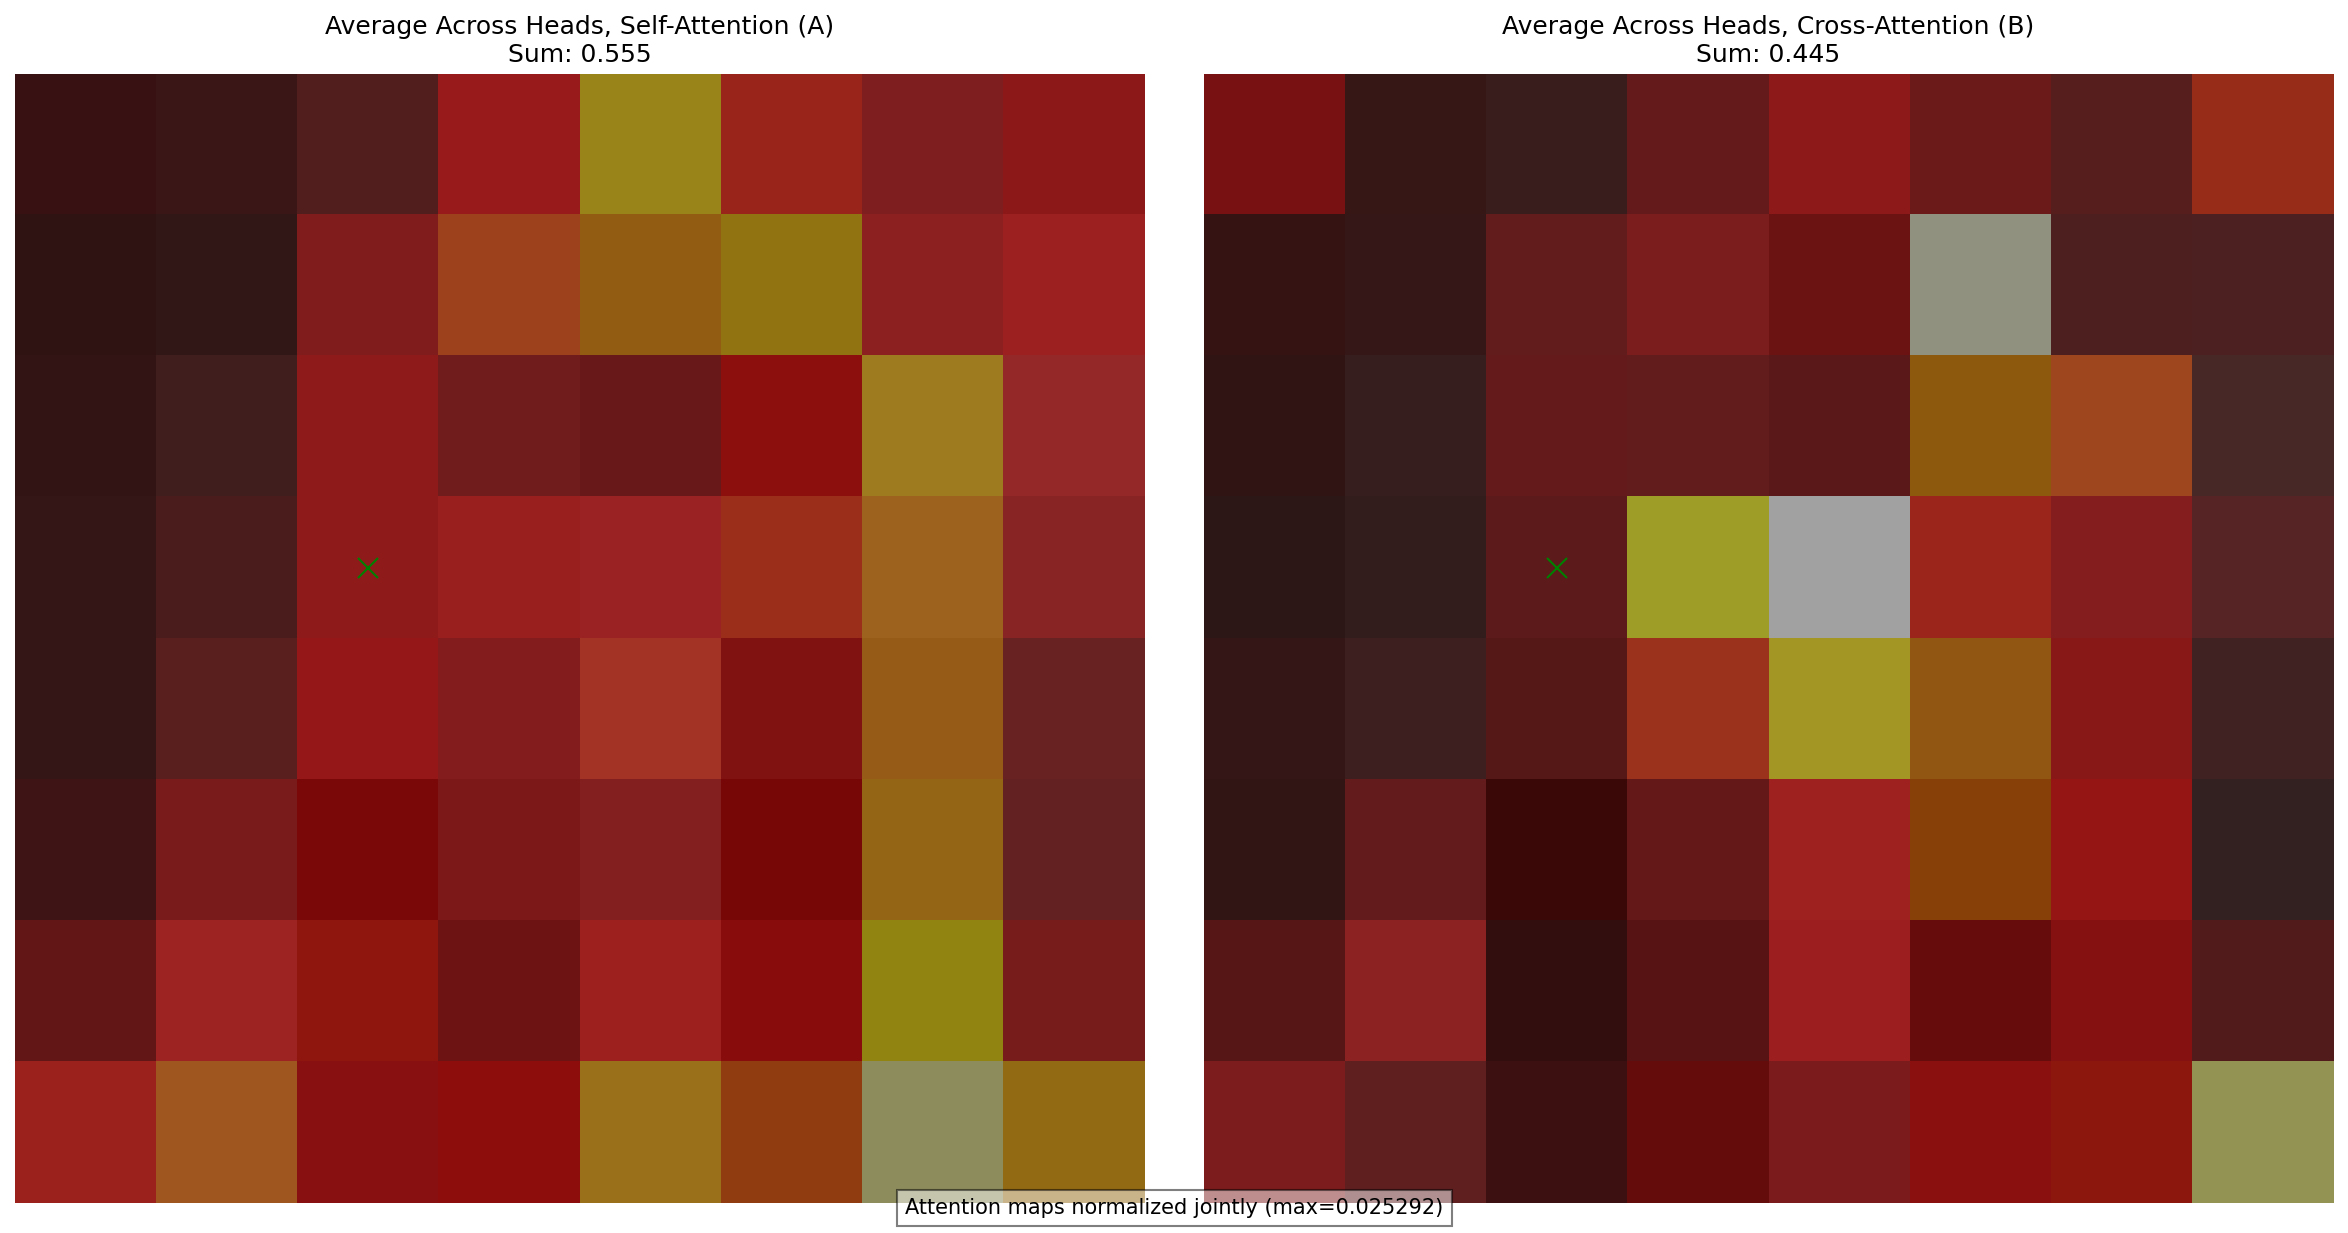 Average Across Heads, Self-Attention (A)
Sum: 0.555
Average Across Heads, Cross-Attention (B)
Sum: 0.445
Attention maps normalized jointly (max=0.025292)